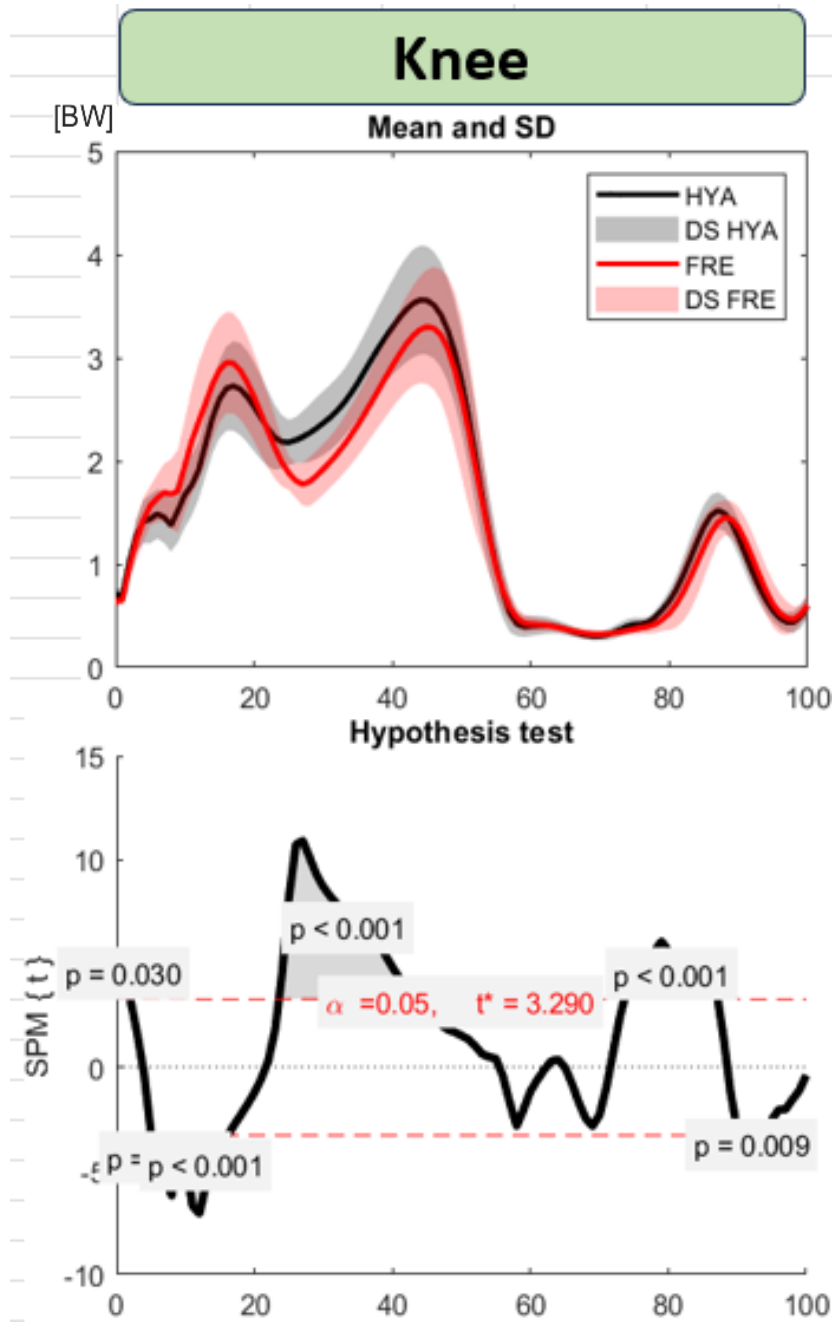 Knee
[BW]
Mean and SD
5
4
3
2
1
0
HYA
DS HYA
FRE
DS FRE
0 20 40 60 80 100
Hypothesis test
15
10
0
-5
-10
SPM { t }
p = 0.030
p < 0.001
α =0.05, t* = 3.290
p < 0.001
p =
p < 0.001
p = 0.009
0 20 40 60 80 100